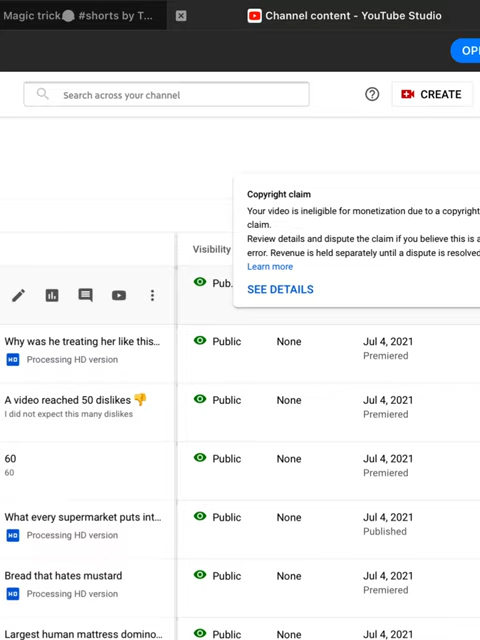 Magic trick🎱 #shorts by T...
Channel content - YouTube Studio
OPE
Search across your channel
CREATE
Copyright claim
Your video is ineligible for monetization due to a copyright
claim.
Review details and dispute the claim if you believe this is a
error. Revenue is held separately until a dispute is resolved
Learn more
SEE DETAILS
Visibility
Pub.
Why was he treating her like this...
HD Processing HD version
Public
None
Jul 4, 2021
Premiered
A video reached 50 dislikes 👎
I did not expect this many dislikes
Public
None
Jul 4, 2021
Premiered
60
60
Public
None
Jul 4, 2021
Premiered
What every supermarket puts int...
HD Processing HD version
Public
None
Jul 4, 2021
Published
Bread that hates mustard
HD Processing HD version
Public
None
Jul 4, 2021
Premiered
Largest human mattress domino...
Public
None
Jul 4, 2021